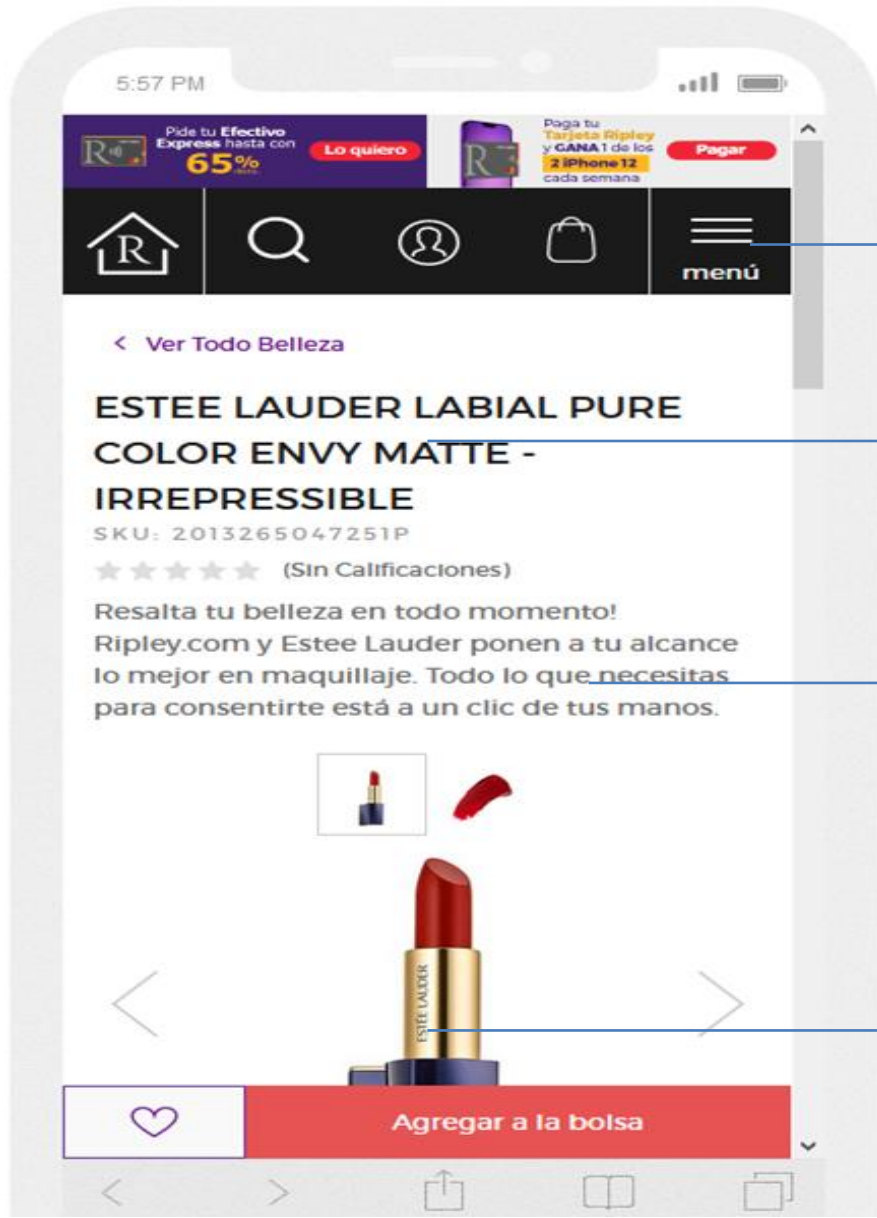 5:57 PM
Pide tu Efectivo
Express hasta con
65%
Lo quiero
Paga tu
Tarjeta Ripley
y GANA 1 de los
2 iPhone 12
cada semana
Pagar
R
R
R
menú
< Ver Todo Belleza
ESTEE LAUDER LABIAL PURE
COLOR ENVY MATTE -
IRREPRESSIBLE
SKU: 2013265047251P
(Sin Calificaciones)
Resalta tu belleza en todo momento!
Ripley.com y Estee Lauder ponen a tu alcance
lo mejor en maquillaje. Todo lo que necesitas
para consentirte está a un clic de tus manos.
ESTĒE LAUDER
Agregar a la bolsa